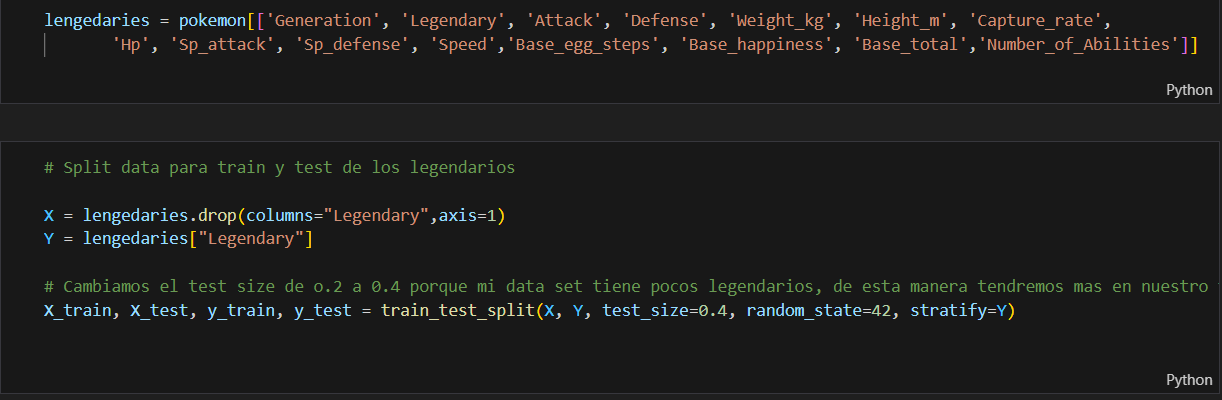 lengedaries = pokemon[['Generation', 'Legendary', 'Attack', 'Defense', 'Weight_kg', 'Height_m', 'Capture_rate',
'Hp', 'Sp_attack', 'Sp_defense', 'Speed','Base_egg_steps', 'Base_happiness', 'Base_total','Number_of_Abilities']]
Python
# Split data para train y test de los legendarios
X = lengedaries.drop(columns="Legendary",axis=1)
Y = lengedaries["Legendary"]
# Cambiamos el test size de o.2 a 0.4 porque mi data set tiene pocos legendarios, de esta manera tendremos mas en nuestro
X_train, X_test, y_train, y_test = train_test_split(X, Y, test_size=0.4, random_state=42, stratify=Y)
Python